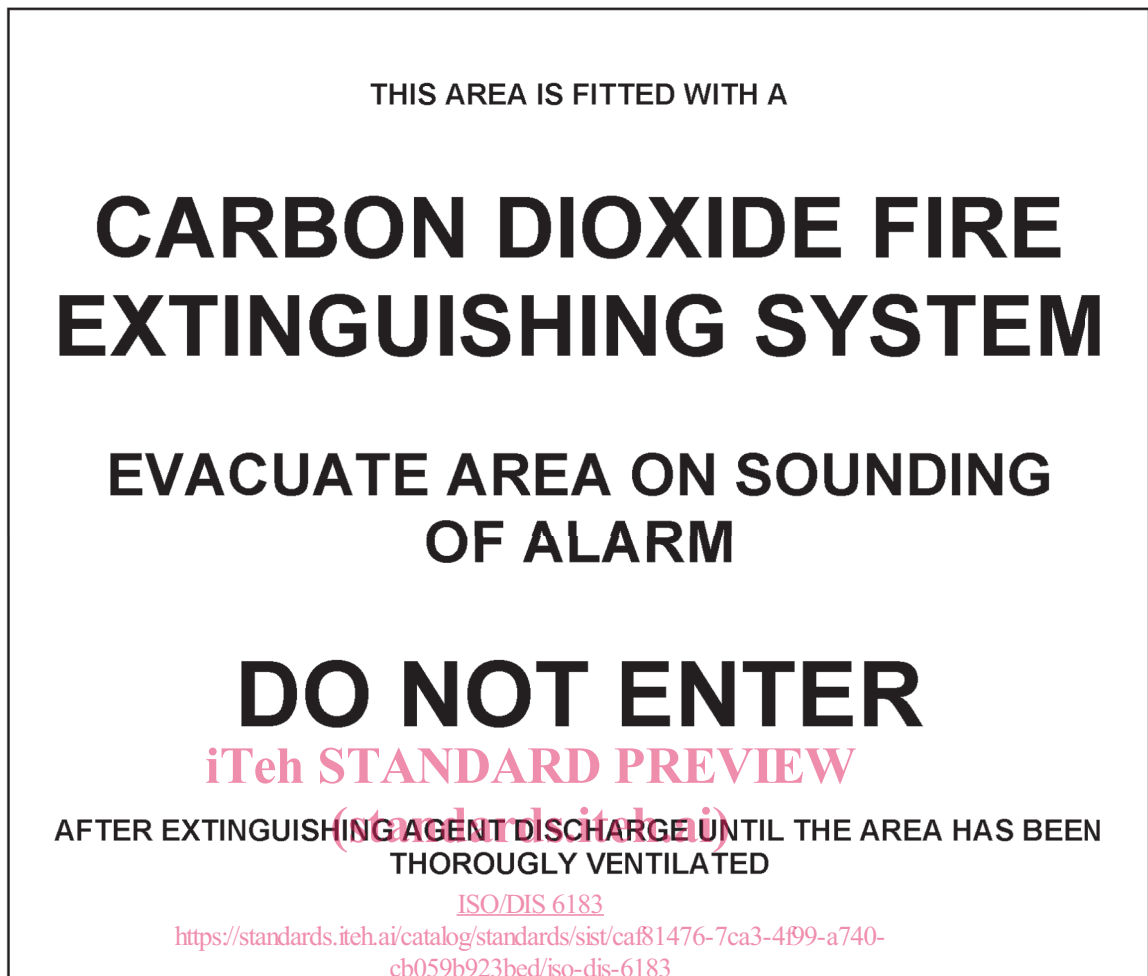 THIS AREA IS FITTED WITH A
CARBON DIOXIDE FIRE
EXTINGUISHING SYSTEM
EVACUATE AREA ON SOUNDING
OF ALARM
DO NOT ENTER
iTeh STANDARD PREVIEW
(standards.iteh.ai)
AFTER EXTINGUISHING AGENT DISCHARGE UNTIL THE AREA HAS BEEN
THOROUGLY VENTILATED
ISO/DIS 6183
https://standards.iteh.ai/catalog/standards/sist/caf81476-7ca3-4f99-a740-
cb059b923bed/iso-dis-6183